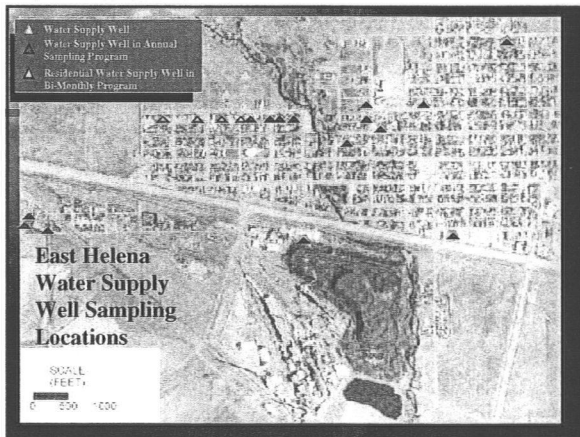 Water Supply Well
Water Supply Well in Annual
Sampling Program
Residential Water Supply Well in
Bi-Monthly Program
East Helena
Water Supply
Well Sampling
Locations
SCALE
(FEET)
0 500 1000